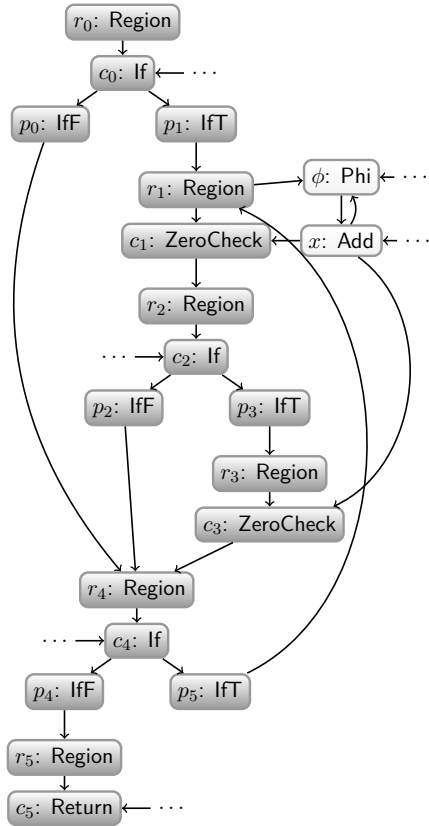 r₀: Region
c₀: If ···
p₀: IfF p₁: IfT
r₁: Region ϕ: Phi ···
c₁: ZeroCheck x: Add ···
r₂: Region
··· c₂: If
p₂: IfF p₃: IfT
r₃: Region
c₃: ZeroCheck
r₄: Region
··· c₄: If
p₄: IfF p₅: IfT
r₅: Region
c₅: Return ···